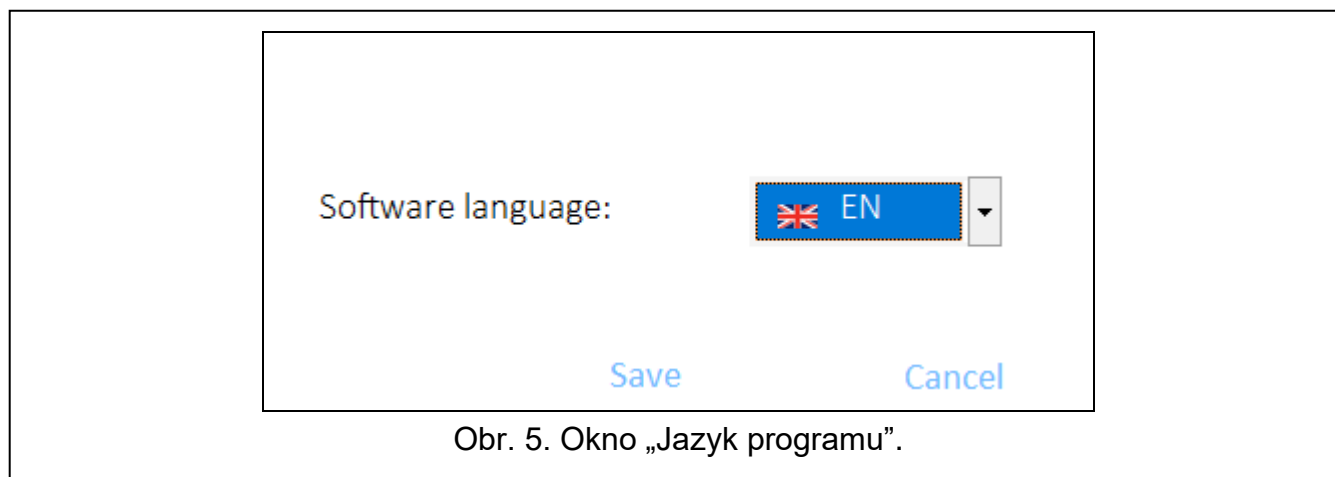 Software language:
EN
Save
Cancel
Obr. 5. Okno „Jazyk programu”.